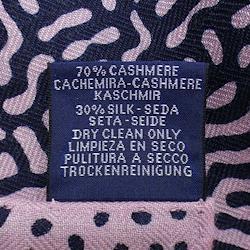 70% CASHMERE
CACHEMIRA-CASHMERE
KASCHMIR
30% SILK-SEDA
SETA-SEIDE
DRY CLEAN ONLY
LIMPIEZA EN SECO
PULITURA A SECCO
TROCKENREINIGUNG